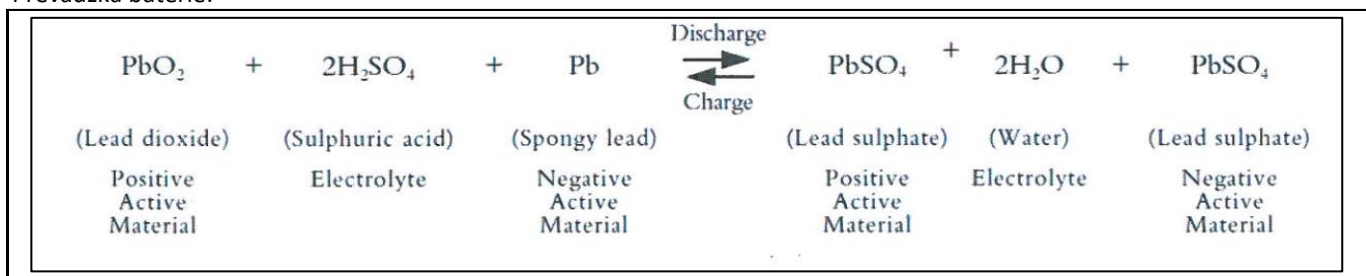 Prevádzka batérie:
Discharge
PbO₂ + 2H₂SO₄ + Pb PbSO₄ + 2H₂O + PbSO₄
Charge
(Lead dioxide) (Sulphuric acid) (Spongy lead) (Lead sulphate) (Water) (Lead sulphate)
Positive Electrolyte Negative Positive Electrolyte Negative
Active Active Active Active
Material Material Material Material